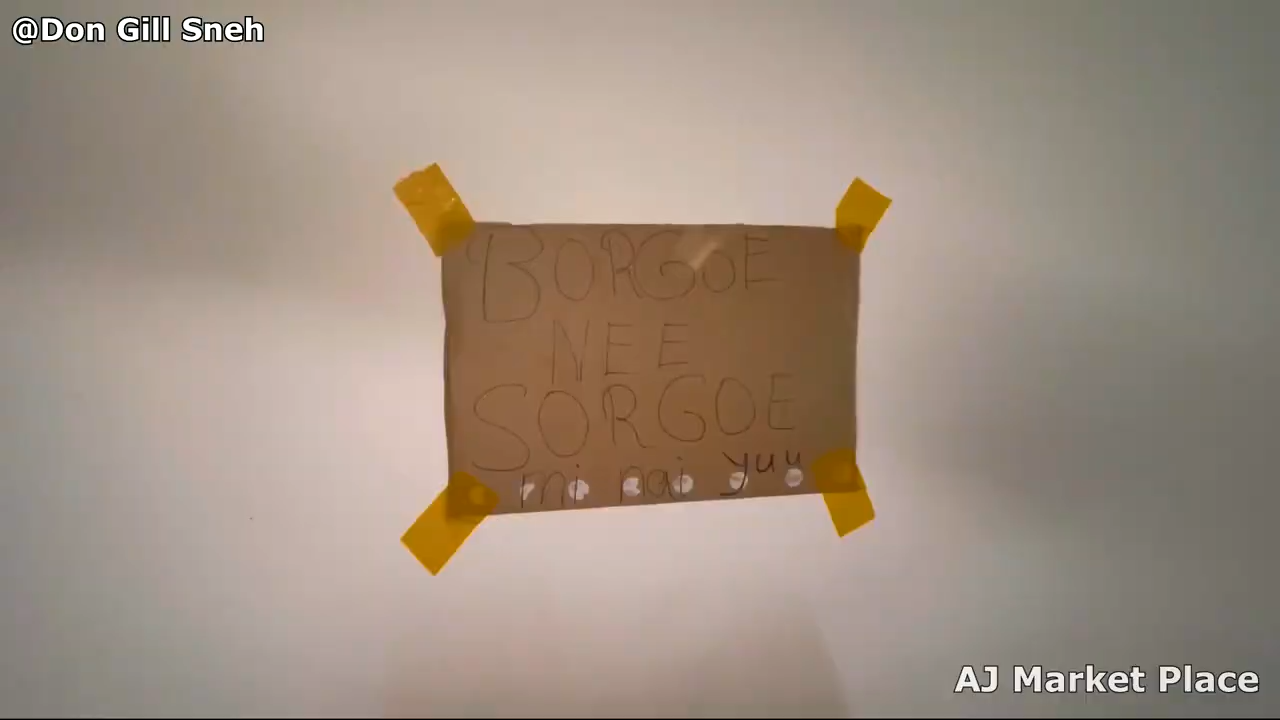 @Don Gill Sneh
BORGOE
NEE
SORGOE
mi nai yuu
AJ Market Place